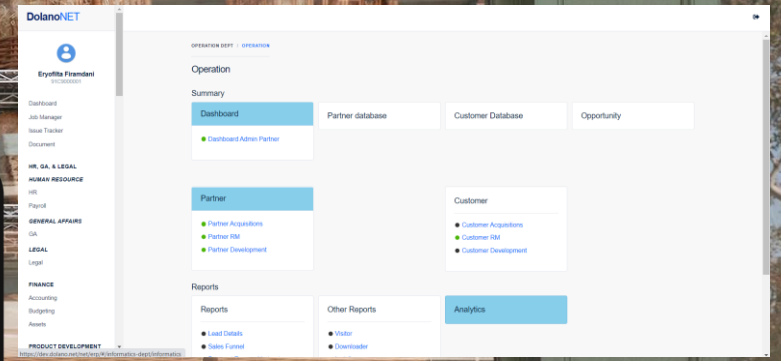 DolanoNET
Eryofilta Firamdani
Dashboard
Job Manager
Issue Tracker
Document
HR, GA, & LEGAL
HUMAN RESOURCE
HR
Payroll
GENERAL AFFAIRS
GA
LEGAL
Legal
FINANCE
Accounting
Budgeting
Assets
PRODUCT DEVELOPMENT
https://dev.dolano.net/net/erp/#/informatics-dept/informatics
OPERATION DEPT / OPERATION
Operation
Summary
Dashboard
Dashboard Admin Partner
Partner database
Customer Database
Opportunity
Partner
Partner Acquisitions
Partner RM
Partner Development
Customer
Customer Acquisitions
Customer RM
Customer Development
Reports
Reports
Lead Details
Sales Funnel
Other Reports
Visitor
Downloader
Analytics